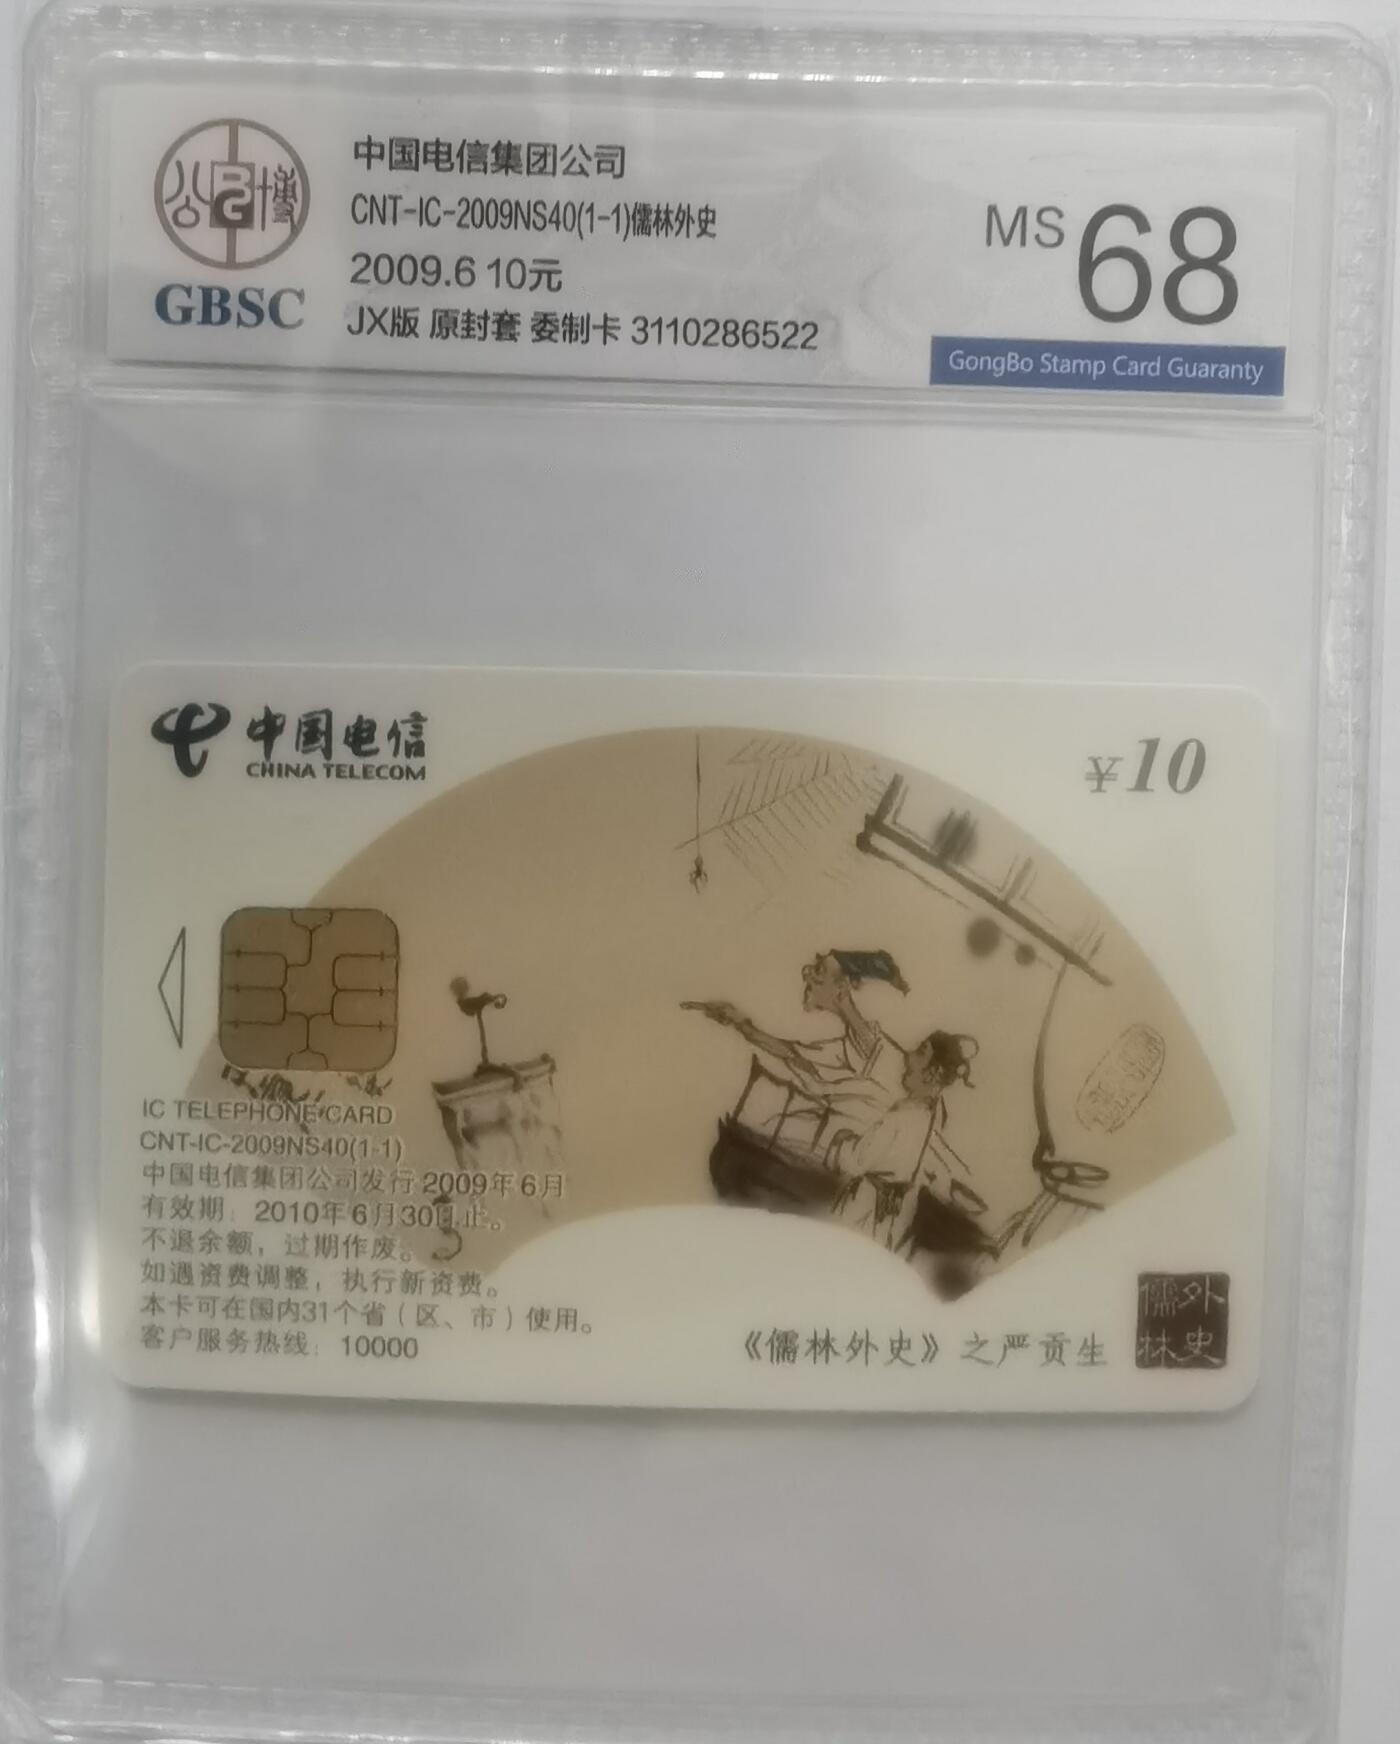 公博
BG
GBSC
中国电信集团公司
CNT-IC-2009NS40(1-1)儒林外史
2009.6 10元
JX版 原封套 委制卡 3110286522
MS 68
GongBo Stamp Card Guaranty
中国电信
CHINA TELECOM
¥10
IC TELEPHONE CARD
CNT-IC-2009NS40(1-1)
中国电信集团公司发行 2009年6月
有效期：2010年6月30日止。
不退余额，过期作废。
如遇资费调整，执行新资费。
本卡可在国内31个省（区、市）使用。
客户服务热线：10000
《儒林外史》之严贡生
儒林外史